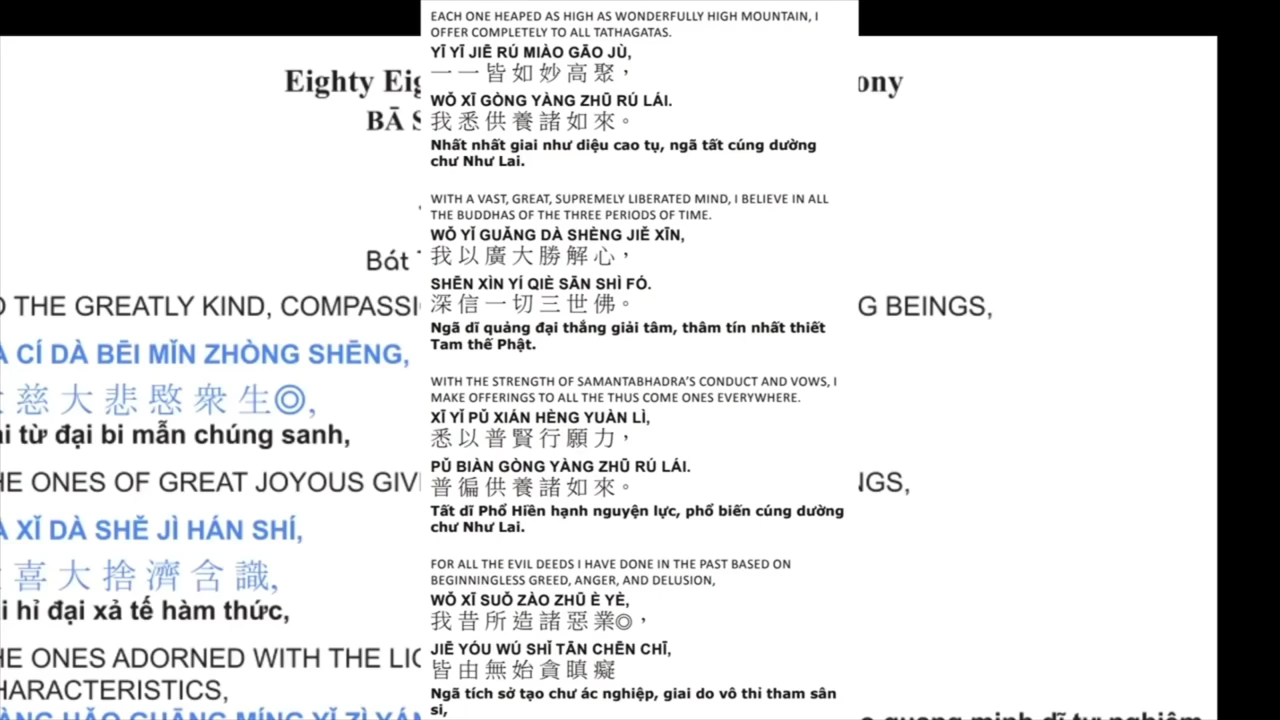 Eighty Eig
ony
BĀ S
Bát
THE GREATLY KIND, COMPASSI
G BEINGS,
CÍ DÀ BĒI MǏN ZHÒNG SHĒNG,
慈大悲愍衆生◎,
từ đại bi mẫn chúng sanh,
ONES OF GREAT JOYOUS GIVI
NGS,
XǏ DÀ SHĚ JÌ HÁN SHÍ,
喜大捨濟含識,
hỉ đại xả tế hàm thức,
ONES ADORNED WITH THE LIG
HARACTERISTICS,
EACH ONE HEAPED AS HIGH AS WONDERFULLY HIGH MOUNTAIN, I
OFFER COMPLETELY TO ALL TATHAGATAS.
YĪ YĪ JIĒ RÚ MIÀO GĀO JÙ,
一一皆如妙高聚，
WǑ XĪ GÒNG YÀNG ZHŪ RÚ LÁI.
我悉供養諸如來。
Nhất nhất giai như diệu cao tụ, ngã tất cúng dường
chư Như Lai.
WITH A VAST, GREAT, SUPREMELY LIBERATED MIND, I BELIEVE IN ALL
THE BUDDHAS OF THE THREE PERIODS OF TIME.
WǑ YǏ GUǍNG DÀ SHÈNG JIĚ XĪN,
我以廣大勝解心，
SHĒN XÌN YÍ QIÈ SĀN SHÌ FÓ.
深信一切三世佛。
Ngã dĩ quảng đại thắng giải tâm, thâm tín nhất thiết
Tam thế Phật.
WITH THE STRENGTH OF SAMANTABHADRA'S CONDUCT AND VOWS, I
MAKE OFFERINGS TO ALL THE THUS COME ONES EVERYWHERE.
XĪ YǏ PǓ XIÁN HÈNG YUÀN LÌ,
悉以普賢行願力，
PǓ BIÀN GÒNG YÀNG ZHŪ RÚ LÁI.
普徧供養諸如來。
Tất dĩ Phổ Hiền hạnh nguyện lực, phổ biến cúng dường
chư Như Lai.
FOR ALL THE EVIL DEEDS I HAVE DONE IN THE PAST BASED ON
BEGINNINGLESS GREED, ANGER, AND DELUSION,
WǑ XĪ SUǑ ZÀO ZHŪ È YÈ,
我昔所造諸惡業◎，
JIĒ YÓU WÚ SHǏ TĀN CHĒN CHĪ,
皆由無始貪瞋癡
Ngã tích sở tạo chư ác nghiệp, giai do vô thỉ tham sân
si,